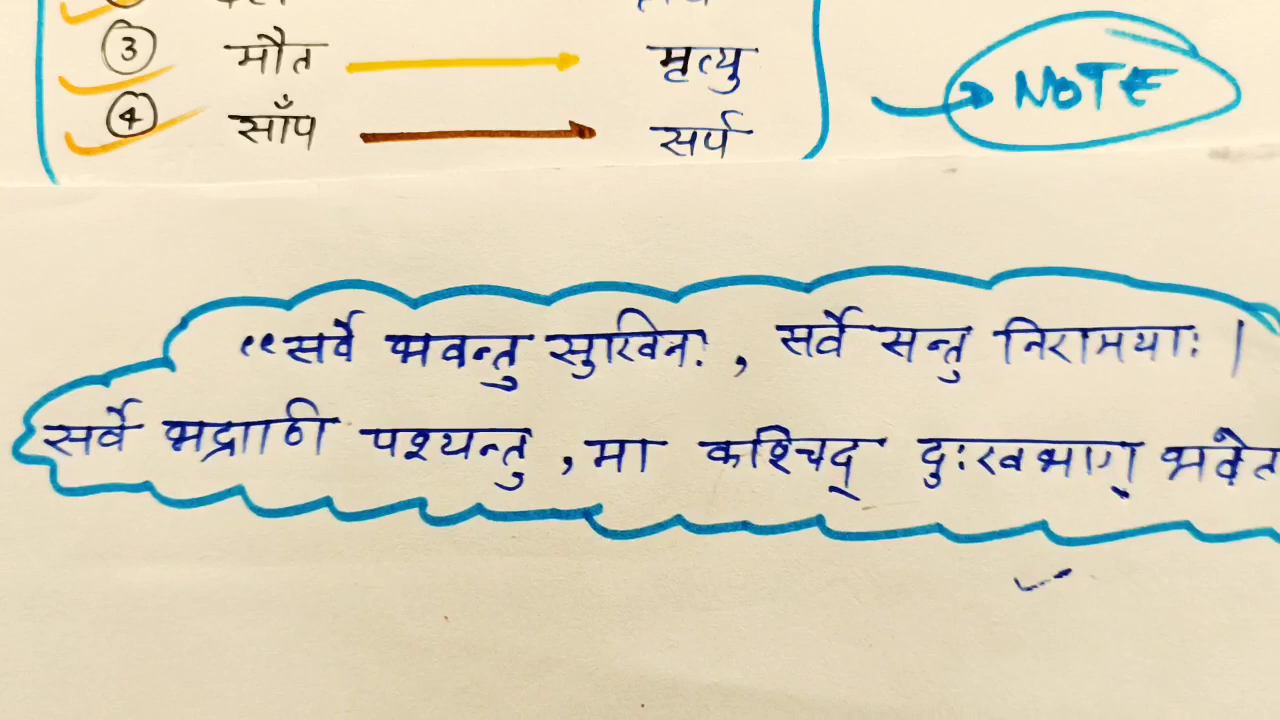 ③ मौत → मृत्यु
→ NOTE
④ साँप → सर्प
“सर्वे भवन्तु सुखिनः, सर्वे सन्तु निरामयाः ।
सर्वे भद्राणी पश्यन्तु, मा कश्चिद् दुःखभाग् भवेत